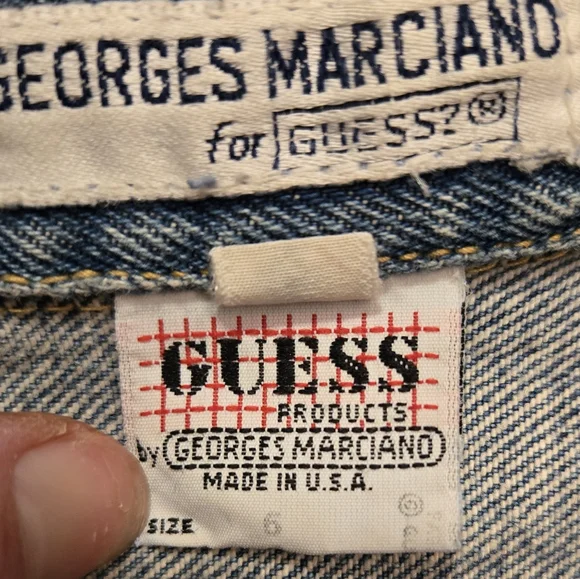 GEORGES MARCIANO
for GUESS?®
GUESS
PRODUCTS
by GEORGES MARCIANO
MADE IN U.S.A.
SIZE 6